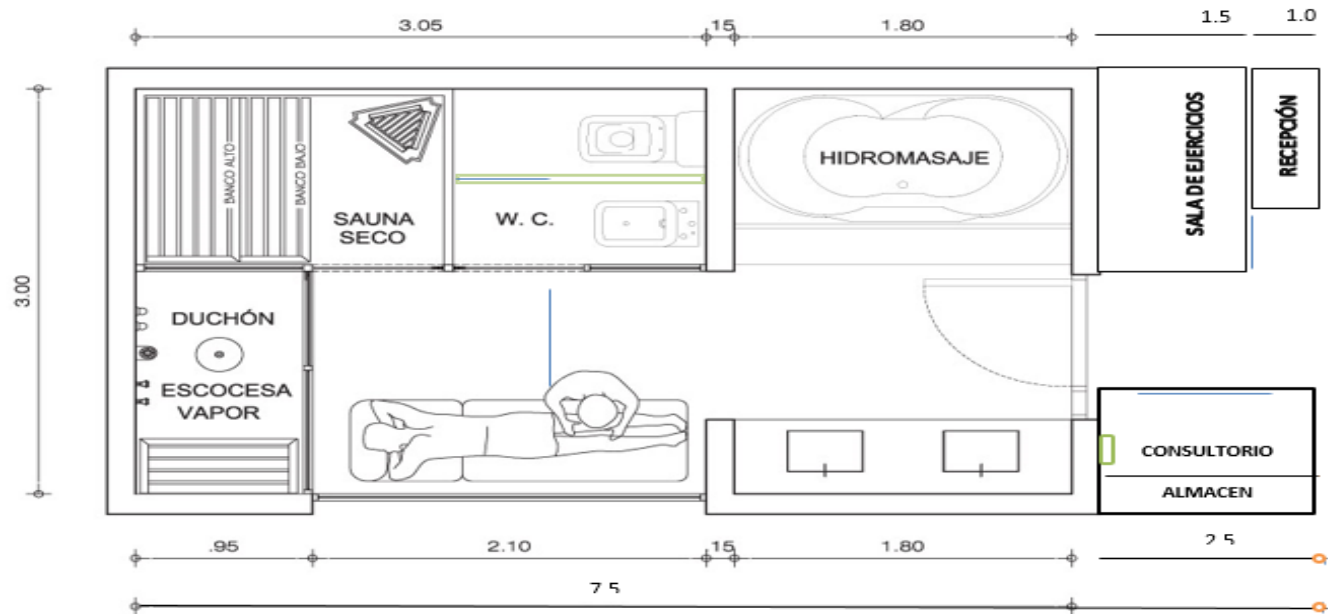 3.05
15
1.80
1.5
1.0
BANCO ALTO
BANCO BAJO
SAUNA
SECO
W. C.
HIDROMASAJE
SALA DE EJERCICIOS
RECEPCIÓN
3.00
DUCHÓN
ESCOCESA
VAPOR
CONSULTORIO
ALMACEN
.95
2.10
15
1.80
2.5
7.5